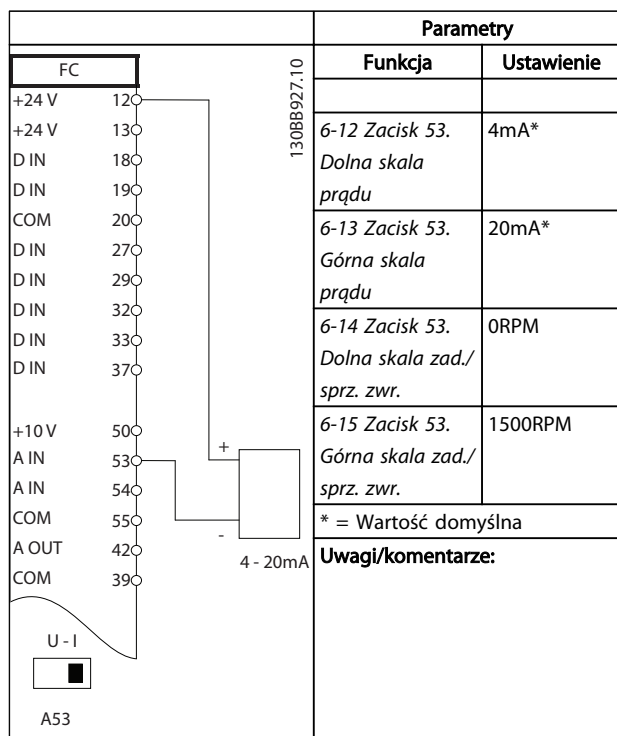 Parametry
FC
130BB927.10
Funkcja Ustawienie
+24 V 12
+24 V 13
D IN 18
D IN 19
COM 20
D IN 27
D IN 29
D IN 32
D IN 33
D IN 37
+10 V 50
A IN 53
A IN 54
COM 55
A OUT 42
COM 39
+
-
4 - 20mA
U - I
A53
6-12 Zacisk 53. 4mA*
Dolna skala
prądu
6-13 Zacisk 53. 20mA*
Górna skala
prądu
6-14 Zacisk 53. 0RPM
Dolna skala zad./
sprz. zwr.
6-15 Zacisk 53. 1500RPM
Górna skala zad./
sprz. zwr.
* = Wartość domyślna
Uwagi/komentarze: